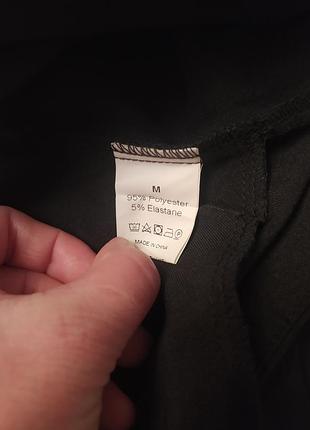 M
95% Polyester
5% Elastane
MADE IN CHINA